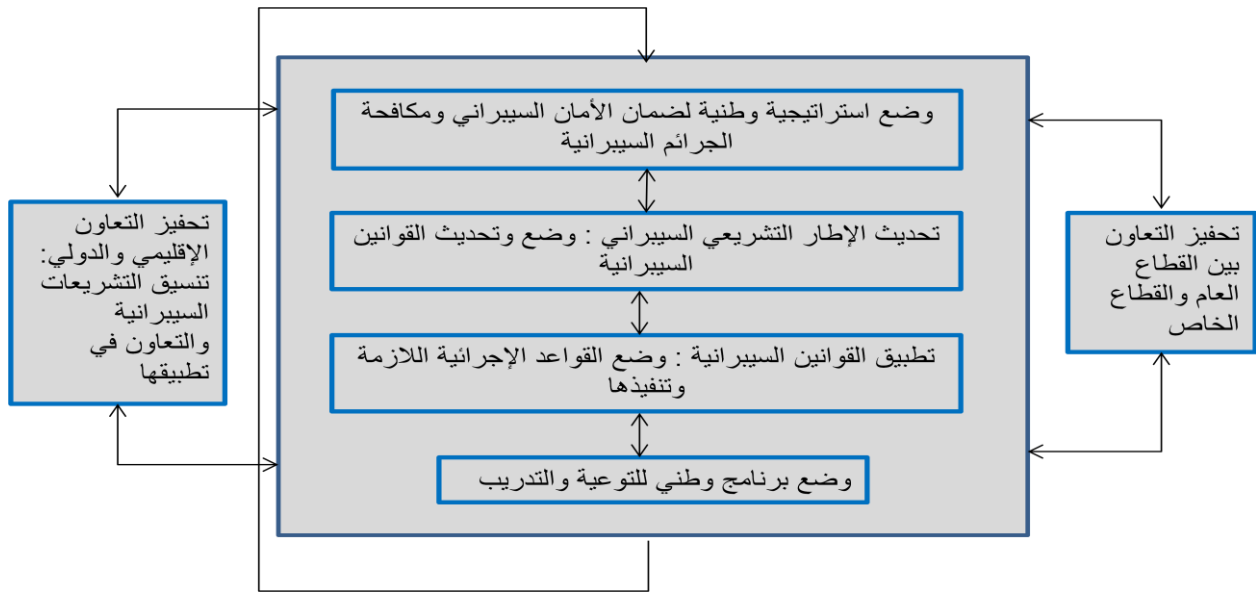 وضع استراتيجية وطنية لضمان الأمان السيبراني ومكافحة
الجرائم السيبرانية
تحديث الإطار التشريعي السيبراني : وضع وتحديث القوانين
السيبرانية
تطبيق القوانين السيبرانية : وضع القواعد الإجرائية اللازمة
وتنفيذها
وضع برنامج وطني للتوعية والتدريب
تحفيز التعاون
بين القطاع
العام والقطاع
الخاص
تحفيز التعاون
الإقليمي والدولي:
تنسيق التشريعات
السيبرانية
والتعاون في
تطبيقها